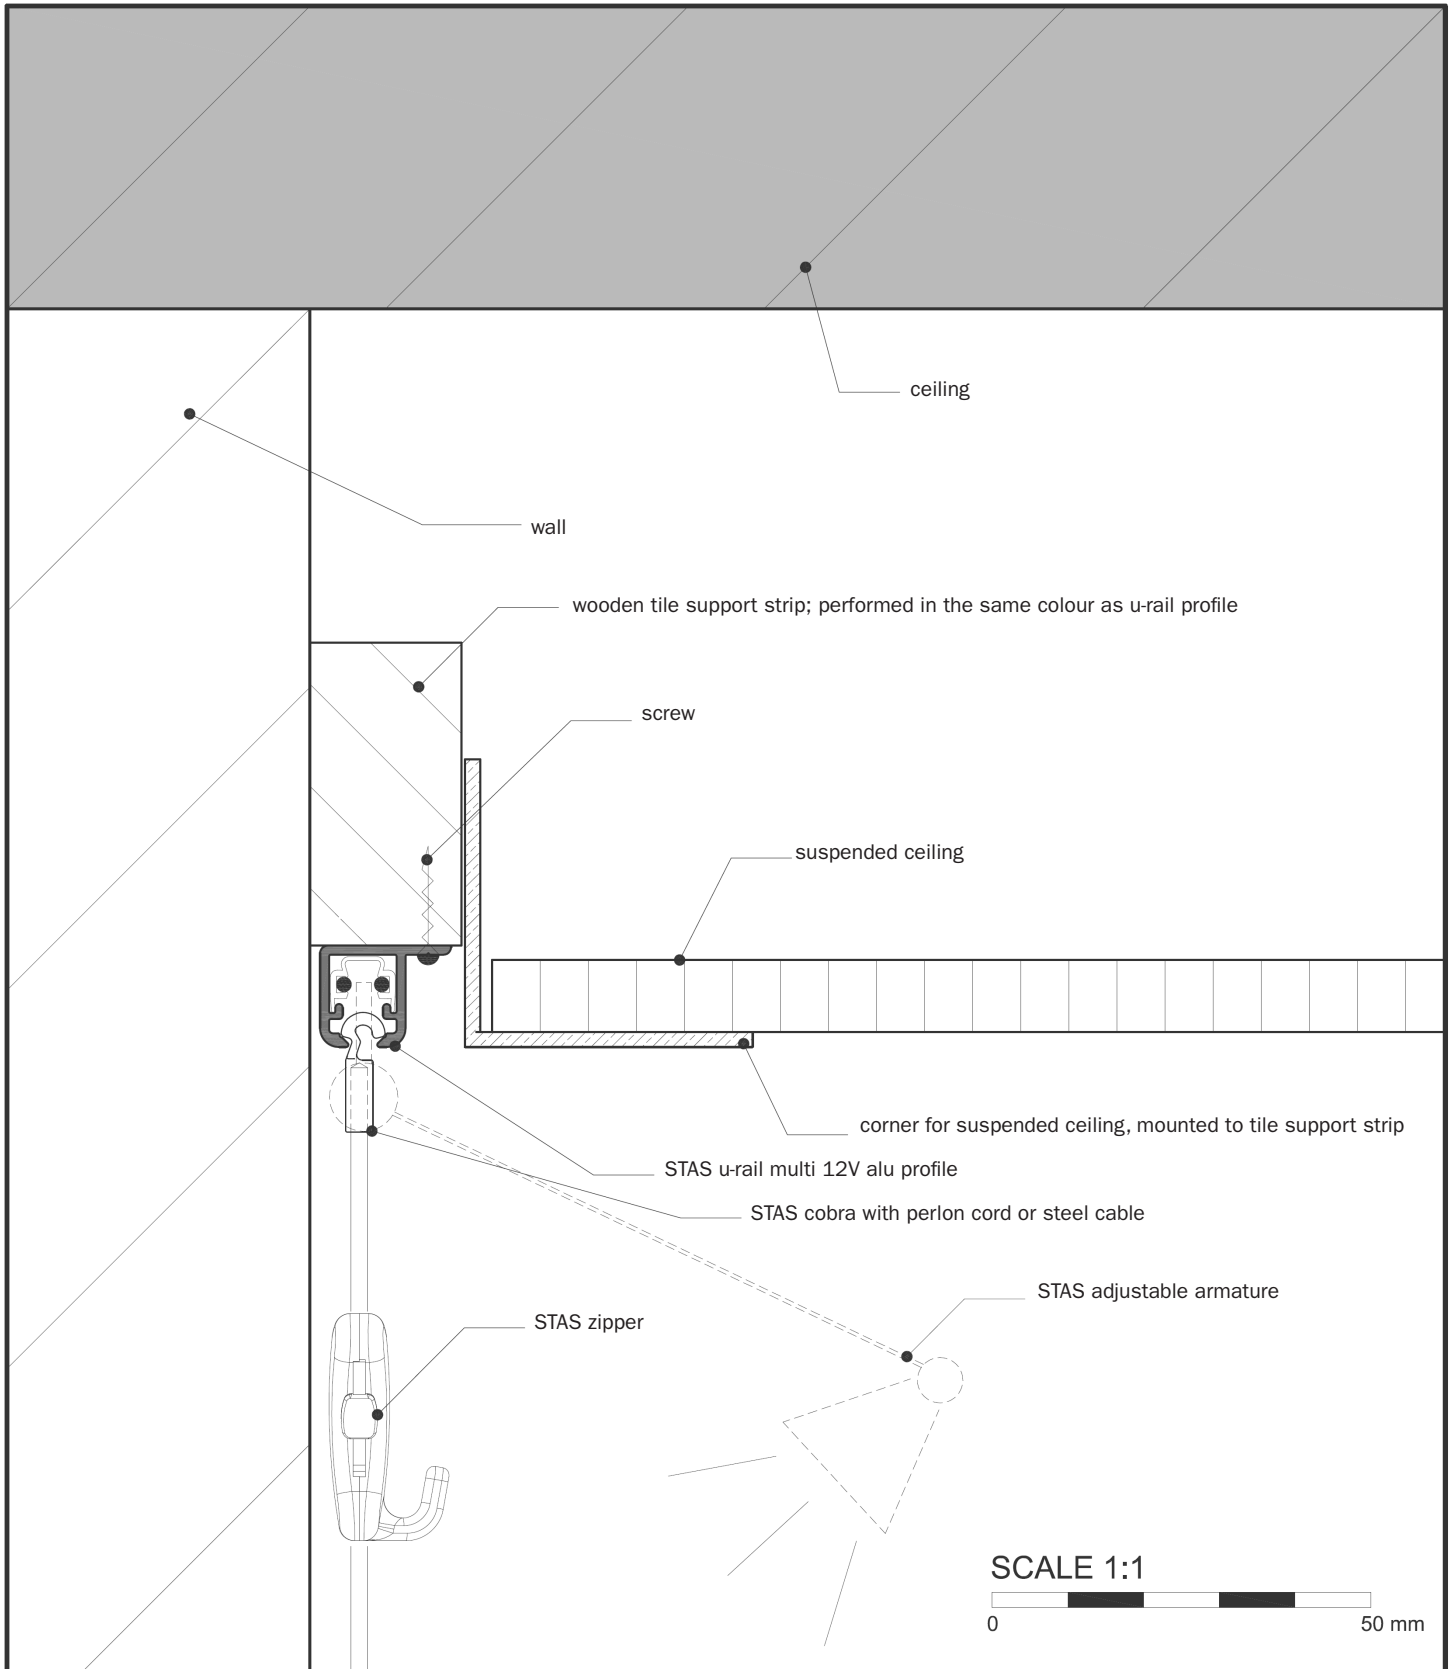 ceiling
wall
wooden tile support strip; performed in the same colour as u-rail profile
screw
suspended ceiling
corner for suspended ceiling, mounted to tile support strip
STAS u-rail multi 12V alu profile
STAS cobra with perlon cord or steel cable
STAS adjustable armature
STAS zipper
SCALE 1:1
0 50 mm